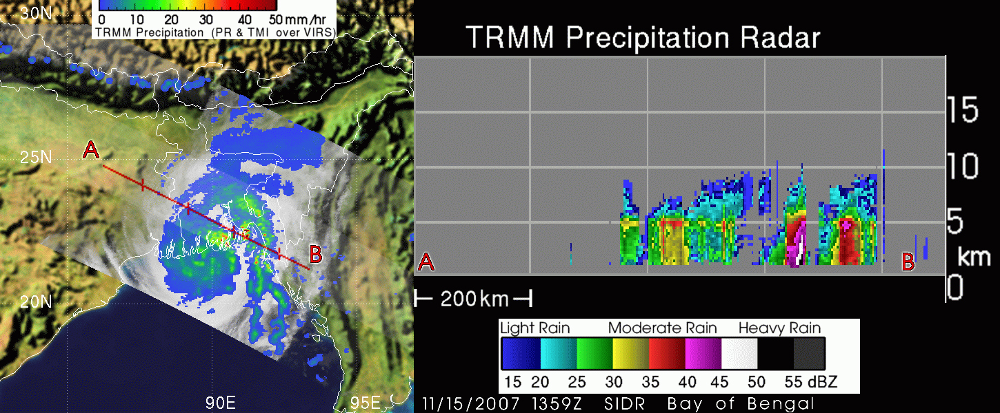 30N
0 10 20 30 40 50 mm/hr
TRMM Precipitation (PR & TMI over VIRS)
25N
A
B
20N
90E 95E
TRMM Precipitation Radar
15
10
5
km
0
A B
200km
Light Rain Moderate Rain Heavy Rain
15 20 25 30 35 40 45 50 55 dBZ
11/15/2007 1359Z SIDR Bay of Bengal